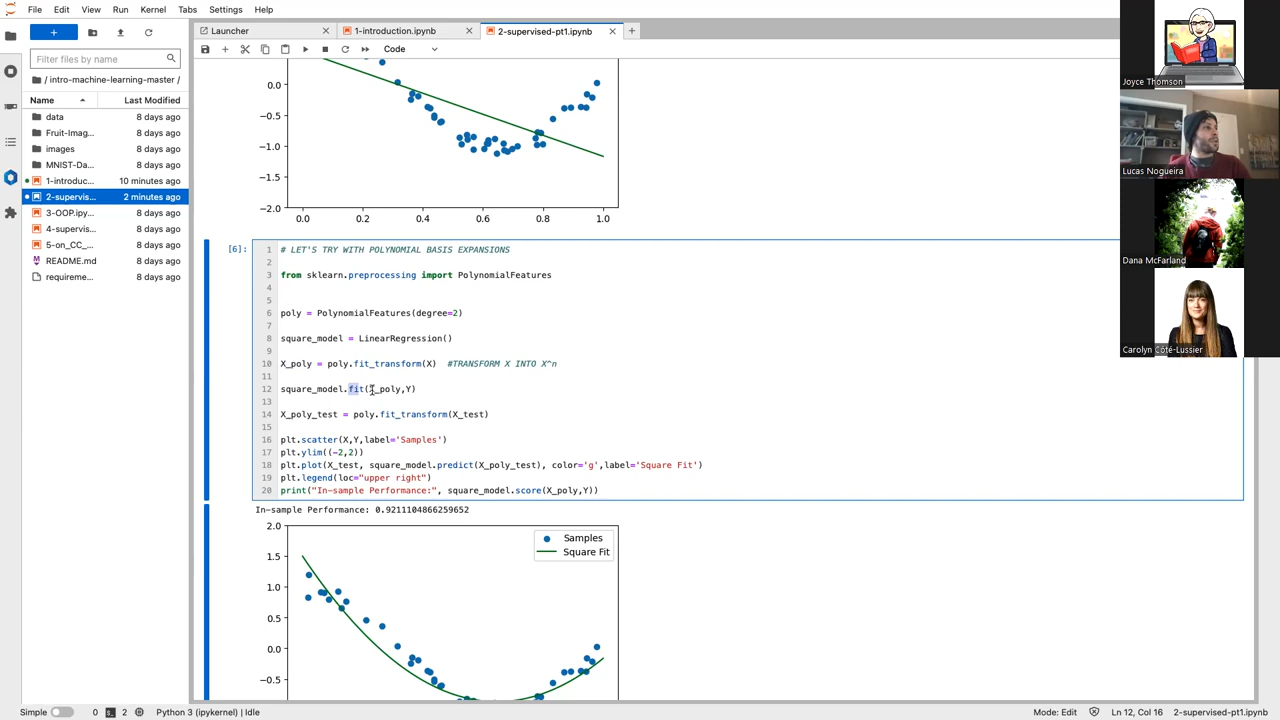 File Edit View Run Kernel Tabs Settings Help
Launcher
1-introduction.ipynb
2-supervised-pt1.ipynb
Code
Filter files by name
/ intro-machine-learning-master /
Name Last Modified
data 8 days ago
Fruit-Imag... 8 days ago
images 8 days ago
MNIST-Da... 8 days ago
1-introduc... 10 minutes ago
2-supervis... 2 minutes ago
3-OOP.ipy... 8 days ago
4-supervis... 8 days ago
5-on_CC_... 8 days ago
README.md 8 days ago
requireme... 8 days ago
0.0
−0.5
−1.0
−1.5
−2.0
0.0 0.2 0.4 0.6 0.8 1.0
[6]:
1 # LET'S TRY WITH POLYNOMIAL BASIS EXPANSIONS
2
3 from sklearn.preprocessing import PolynomialFeatures
4
5
6 poly = PolynomialFeatures(degree=2)
7
8 square_model = LinearRegression()
9
10 X_poly = poly.fit_transform(X) #TRANSFORM X INTO X^n
11
12 square_model.fit(X_poly,Y)
13
14 X_poly_test = poly.fit_transform(X_test)
15
16 plt.scatter(X,Y,label='Samples')
17 plt.ylim((-2,2))
18 plt.plot(X_test, square_model.predict(X_poly_test), color='g',label='Square Fit')
19 plt.legend(loc="upper right")
20 print("In-sample Performance:", square_model.score(X_poly,Y))
In-sample Performance: 0.9211104866259652
2.0
1.5
1.0
0.5
0.0
−0.5
Samples
Square Fit
Joyce Thomson
Lucas Nogueira
Dana McFarland
Carolyn Côté-Lussier
Simple 0 2 Python 3 (ipykernel) | Idle
Mode: Edit Ln 12, Col 16 2-supervised-pt1.ipynb